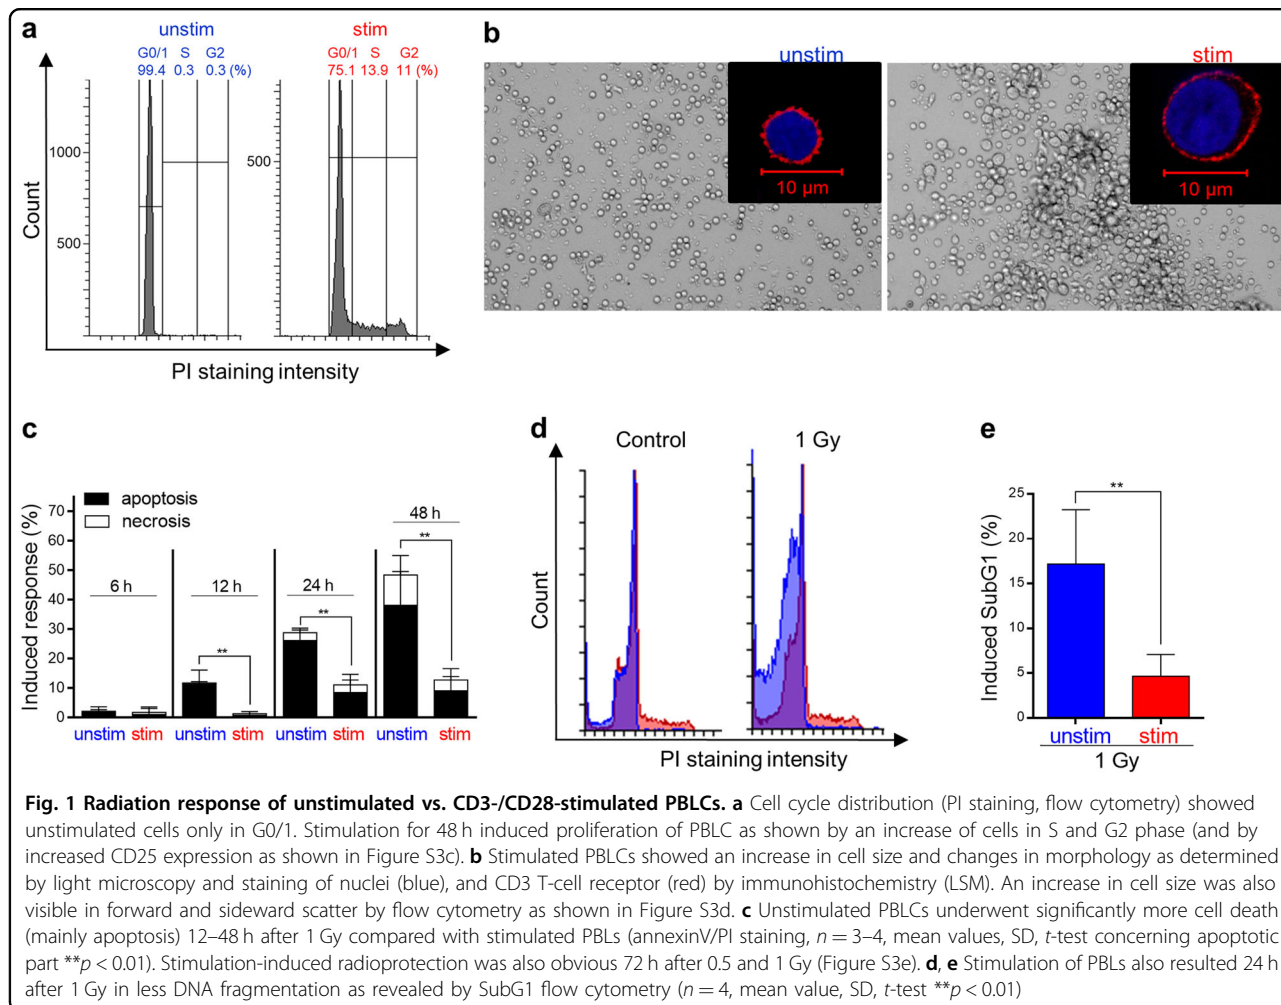 a
unstim
stim
G0/1 S G2
99.4 0.3 0.3 (%)
G0/1 S G2
75.1 13.9 11 (%)
1000
500
500
Count
PI staining intensity
b
unstim
stim
10 µm
10 µm
c
apoptosis
necrosis
Induced response (%)
70
60
50
40
30
20
10
0
6 h
12 h
24 h
48 h
**
**
**
unstim stim unstim stim unstim stim unstim stim
d
Control
1 Gy
Count
PI staining intensity
e
Induced SubG1 (%)
25
20
15
10
5
0
**
unstim stim
1 Gy
Fig. 1 Radiation response of unstimulated vs. CD3-/CD28-stimulated PBLCs. a Cell cycle distribution (PI staining, flow cytometry) showed
unstimulated cells only in G0/1. Stimulation for 48 h induced proliferation of PBLC as shown by an increase of cells in S and G2 phase (and by
increased CD25 expression as shown in Figure S3c). b Stimulated PBLCs showed an increase in cell size and changes in morphology as determined
by light microscopy and staining of nuclei (blue), and CD3 T-cell receptor (red) by immunohistochemistry (LSM). An increase in cell size was also
visible in forward and sideward scatter by flow cytometry as shown in Figure S3d. c Unstimulated PBLCs underwent significantly more cell death
(mainly apoptosis) 12–48 h after 1 Gy compared with stimulated PBLs (annexinV/PI staining, n = 3–4, mean values, SD, t-test concerning apoptotic
part **p < 0.01). Stimulation-induced radioprotection was also obvious 72 h after 0.5 and 1 Gy (Figure S3e). d, e Stimulation of PBLs also resulted 24 h
after 1 Gy in less DNA fragmentation as revealed by SubG1 flow cytometry (n = 4, mean value, SD, t-test **p < 0.01)